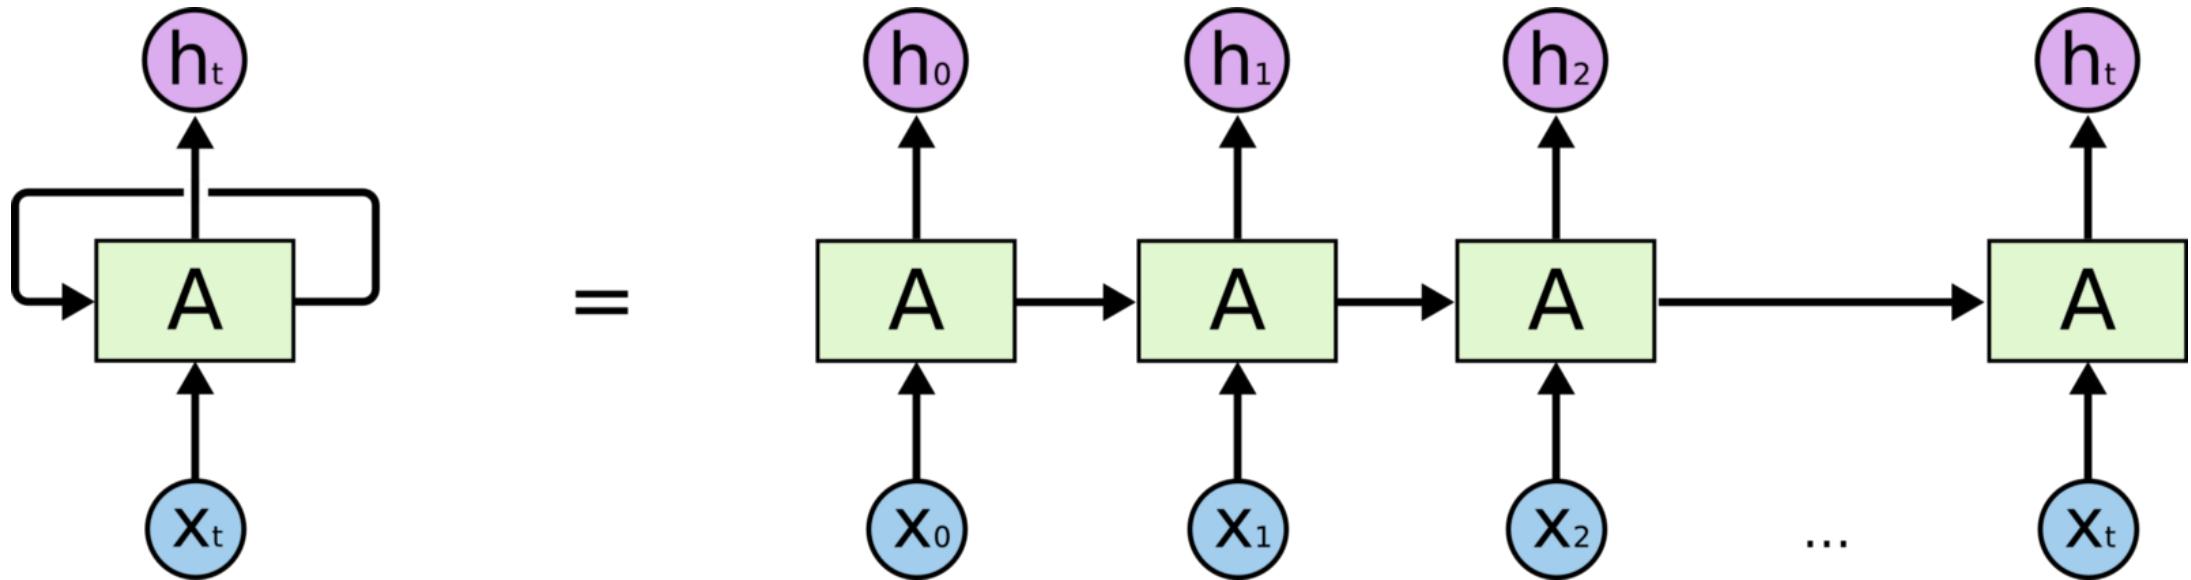 ht h0 h1 h2 ht
A = A A A A
xt x0 x1 x2 ... xt